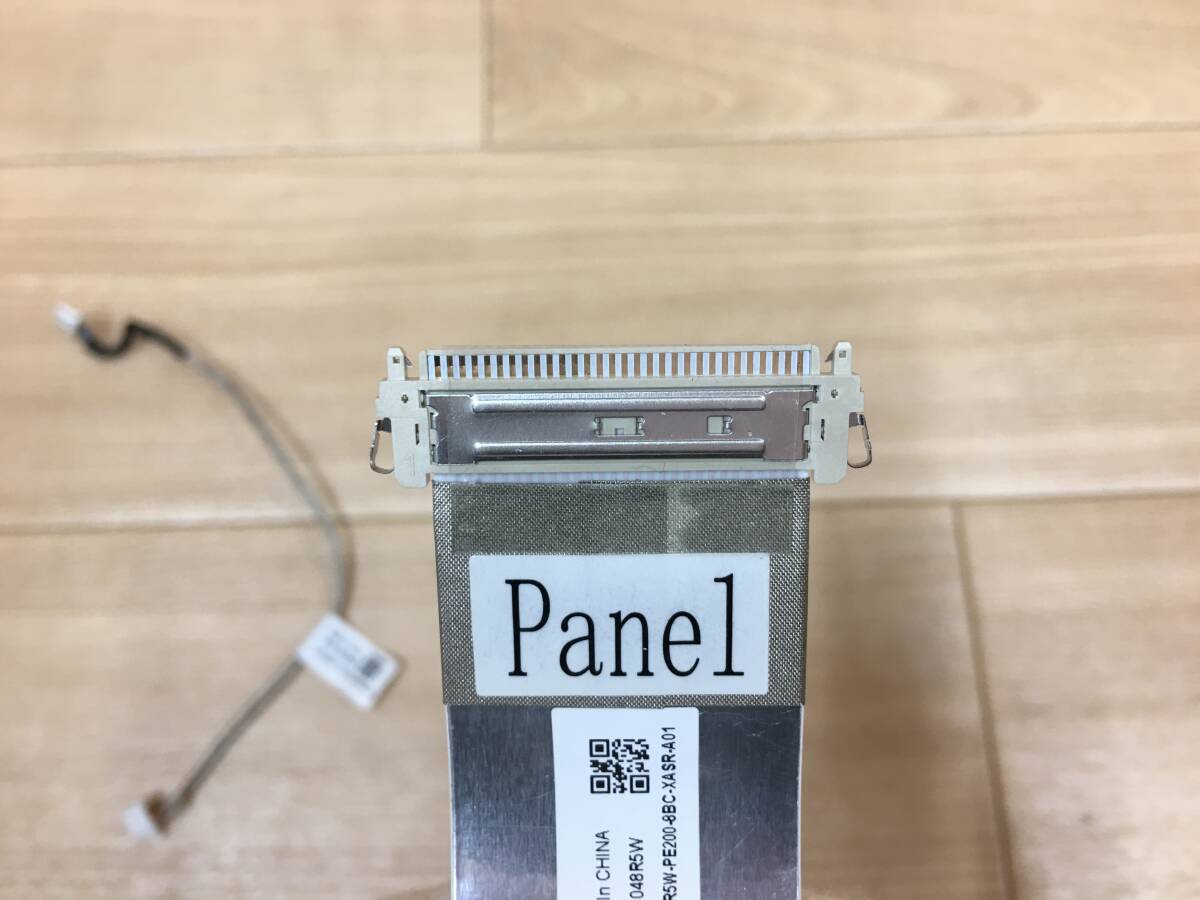 Panel
In CHINA
048R5W
R5W-PE200-8BC-XASR-A01